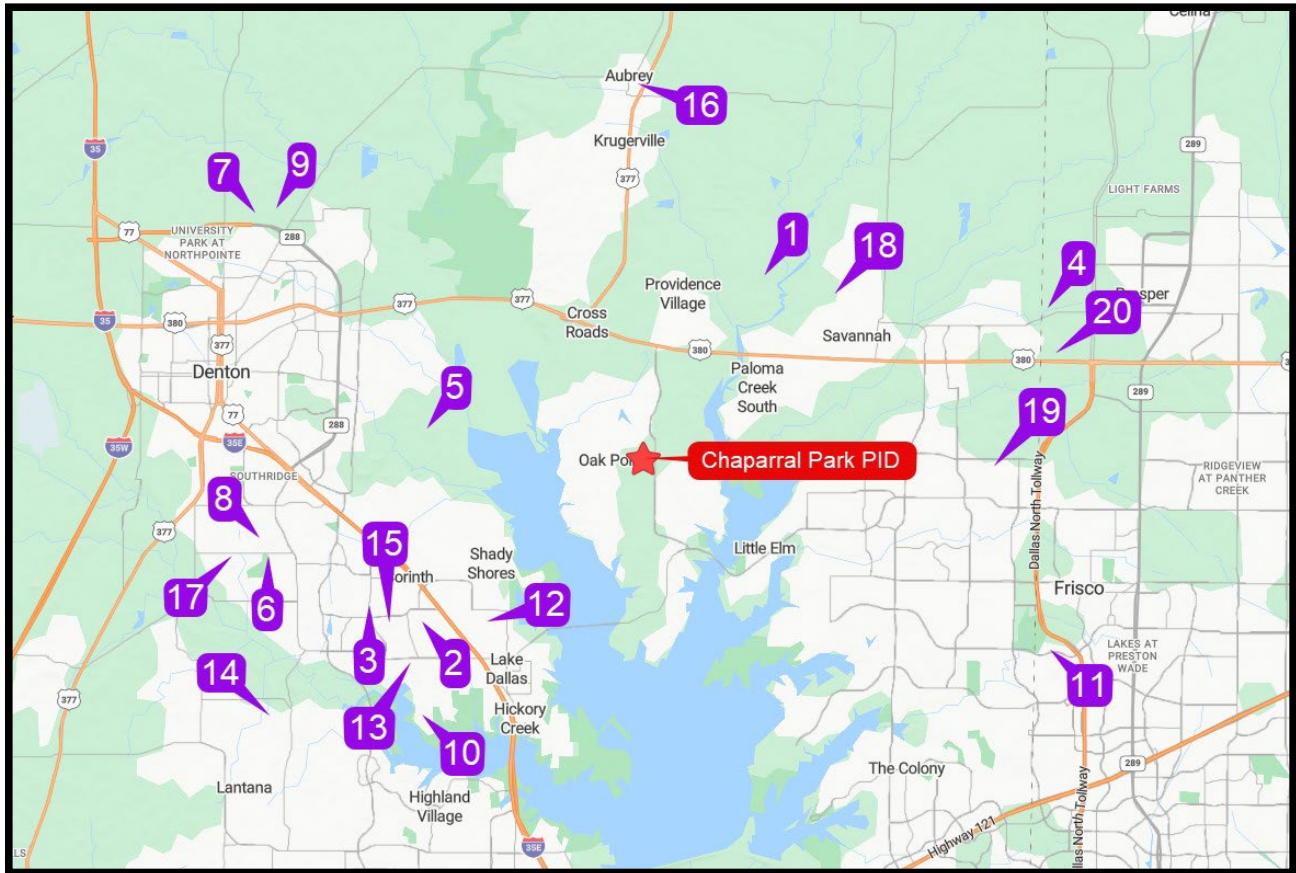 Celina
Aubrey
16
Krugerville
35
377
289
7
9
LIGHT FARMS
UNIVERSITY
PARK AT
NORTHPOINTE
77
288
1
18
4
Providence
Village
Prosper
377
377
Cross
Roads
20
35
380
377
Savannah
380
380
Denton
Paloma
Creek
South
5
289
77
288
19
35W
35E
Oak Point
Chaparral Park PID
RIDGEVIEW
AT PANTHER
CREEK
SOUTHRIDGE
8
377
Dallas North Tollway
15
Shady
Shores
Little Elm
Corinth
17
6
12
Frisco
3
2
LAKES AT
PRESTON
WADE
14
Lake
Dallas
11
377
13
Hickory
Creek
10
The Colony
289
Lantana
Highland
Village
Highway 121
Dallas North Tollway
35E
LS